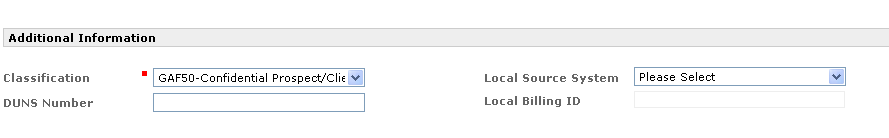 Additional Information
Classification GAF50-Confidential Prospect/Clie Local Source System Please Select
DUNS Number Local Billing ID